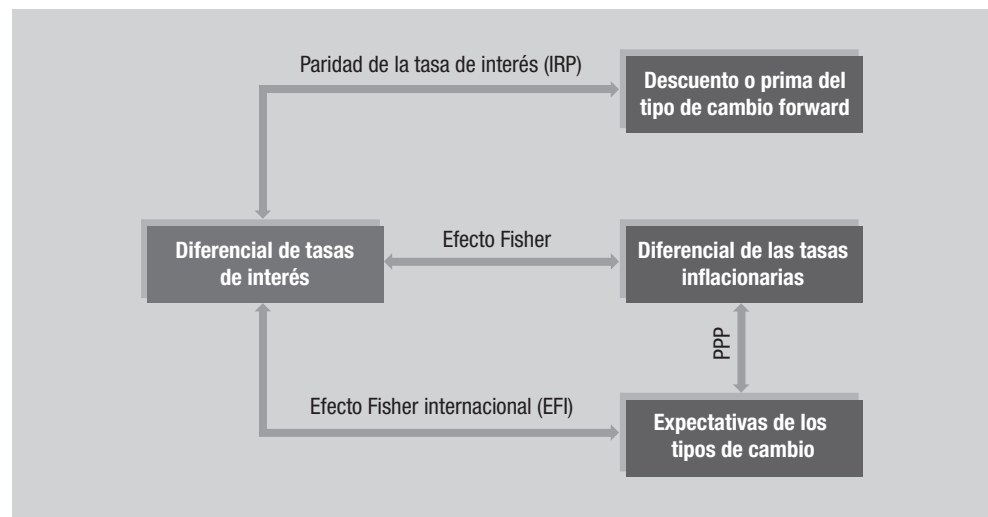 Paridad de la tasa de interés (IRP)
Descuento o prima del
tipo de cambio forward
Diferencial de tasas
de interés
Efecto Fisher
Diferencial de las tasas
inflacionarias
PPP
Efecto Fisher internacional (EFI)
Expectativas de los
tipos de cambio